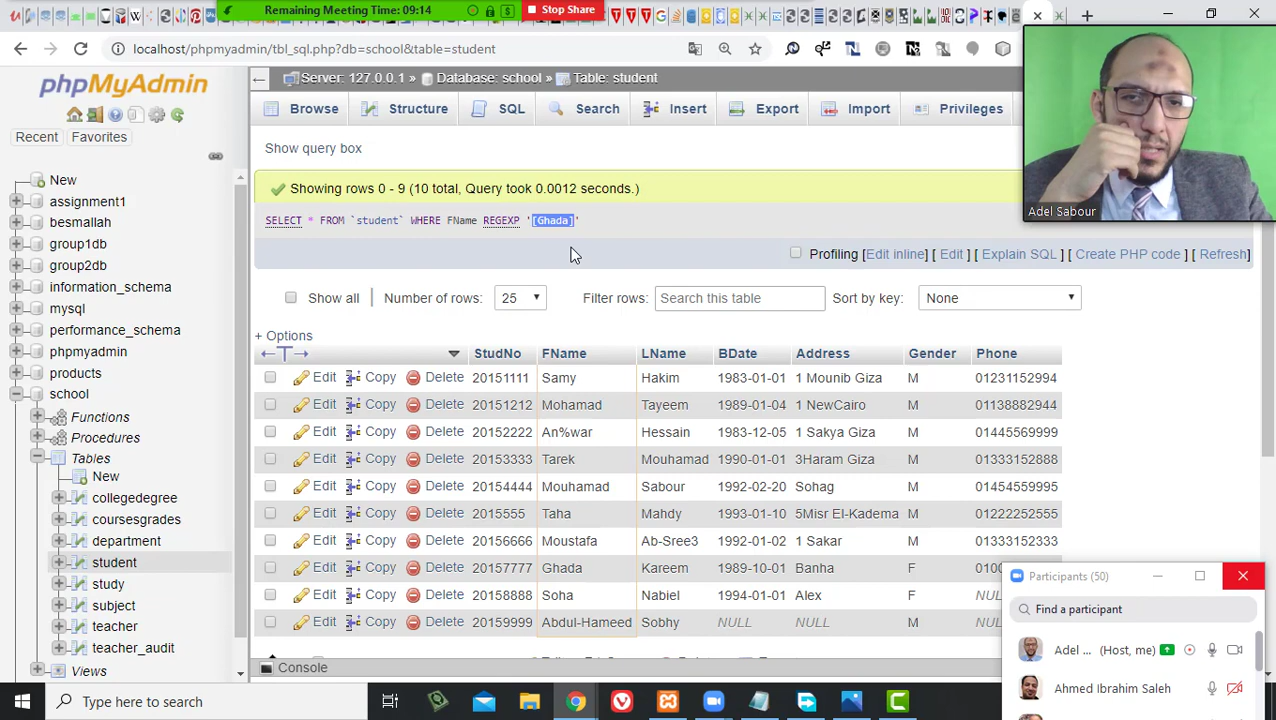 Remaining Meeting Time: 09:14
Stop Share
localhost/phpmyadmin/tbl_sql.php?db=school&table=student
phpMyAdmin
Recent
Favorites
New
assignment1
besmallah
group1db
group2db
information_schema
mysql
performance_schema
phpmyadmin
products
school
Functions
Procedures
Tables
New
collegedegree
coursesgrades
department
student
study
subject
teacher
teacher_audit
Views
Server: 127.0.0.1 » Database: school » Table: student
Browse Structure SQL Search Insert Export Import Privileges
Show query box
Showing rows 0 - 9 (10 total, Query took 0.0012 seconds.)
SELECT * FROM `student` WHERE FName REGEXP '[Ghada]'
Profiling [Edit inline] [ Edit ] [ Explain SQL ] [ Create PHP code ] [ Refresh]
Show all Number of rows: 25 Filter rows: Search this table Sort by key: None
+ Options
StudNo FName LName BDate Address Gender Phone
Edit Copy Delete 20151111 Samy Hakim 1983-01-01 1 Mounib Giza M 01231152994
Edit Copy Delete 20151212 Mohamad Tayeem 1989-01-04 1 NewCairo M 01138882944
Edit Copy Delete 20152222 An%war Hessain 1983-12-05 1 Sakya Giza M 01445569999
Edit Copy Delete 20153333 Tarek Mouhamad 1990-01-01 3Haram Giza M 01333152888
Edit Copy Delete 20154444 Mouhamad Sabour 1992-02-20 Sohag M 01454559995
Edit Copy Delete 2015555 Taha Mahdy 1993-01-10 5Misr El-Kadema M 01222252555
Edit Copy Delete 20156666 Moustafa Ab-Sree3 1992-01-02 1 Sakar M 01333152333
Edit Copy Delete 20157777 Ghada Kareem 1989-10-01 Banha F 0100
Edit Copy Delete 20158888 Soha Nabiel 1994-01-01 Alex F NU
Edit Copy Delete 20159999 Abdul-Hameed Sobhy NULL NULL M
Console
Adel Sabour
Participants (50)
Find a participant
Adel ... (Host, me)
Ahmed Ibrahim Saleh
Type here to search